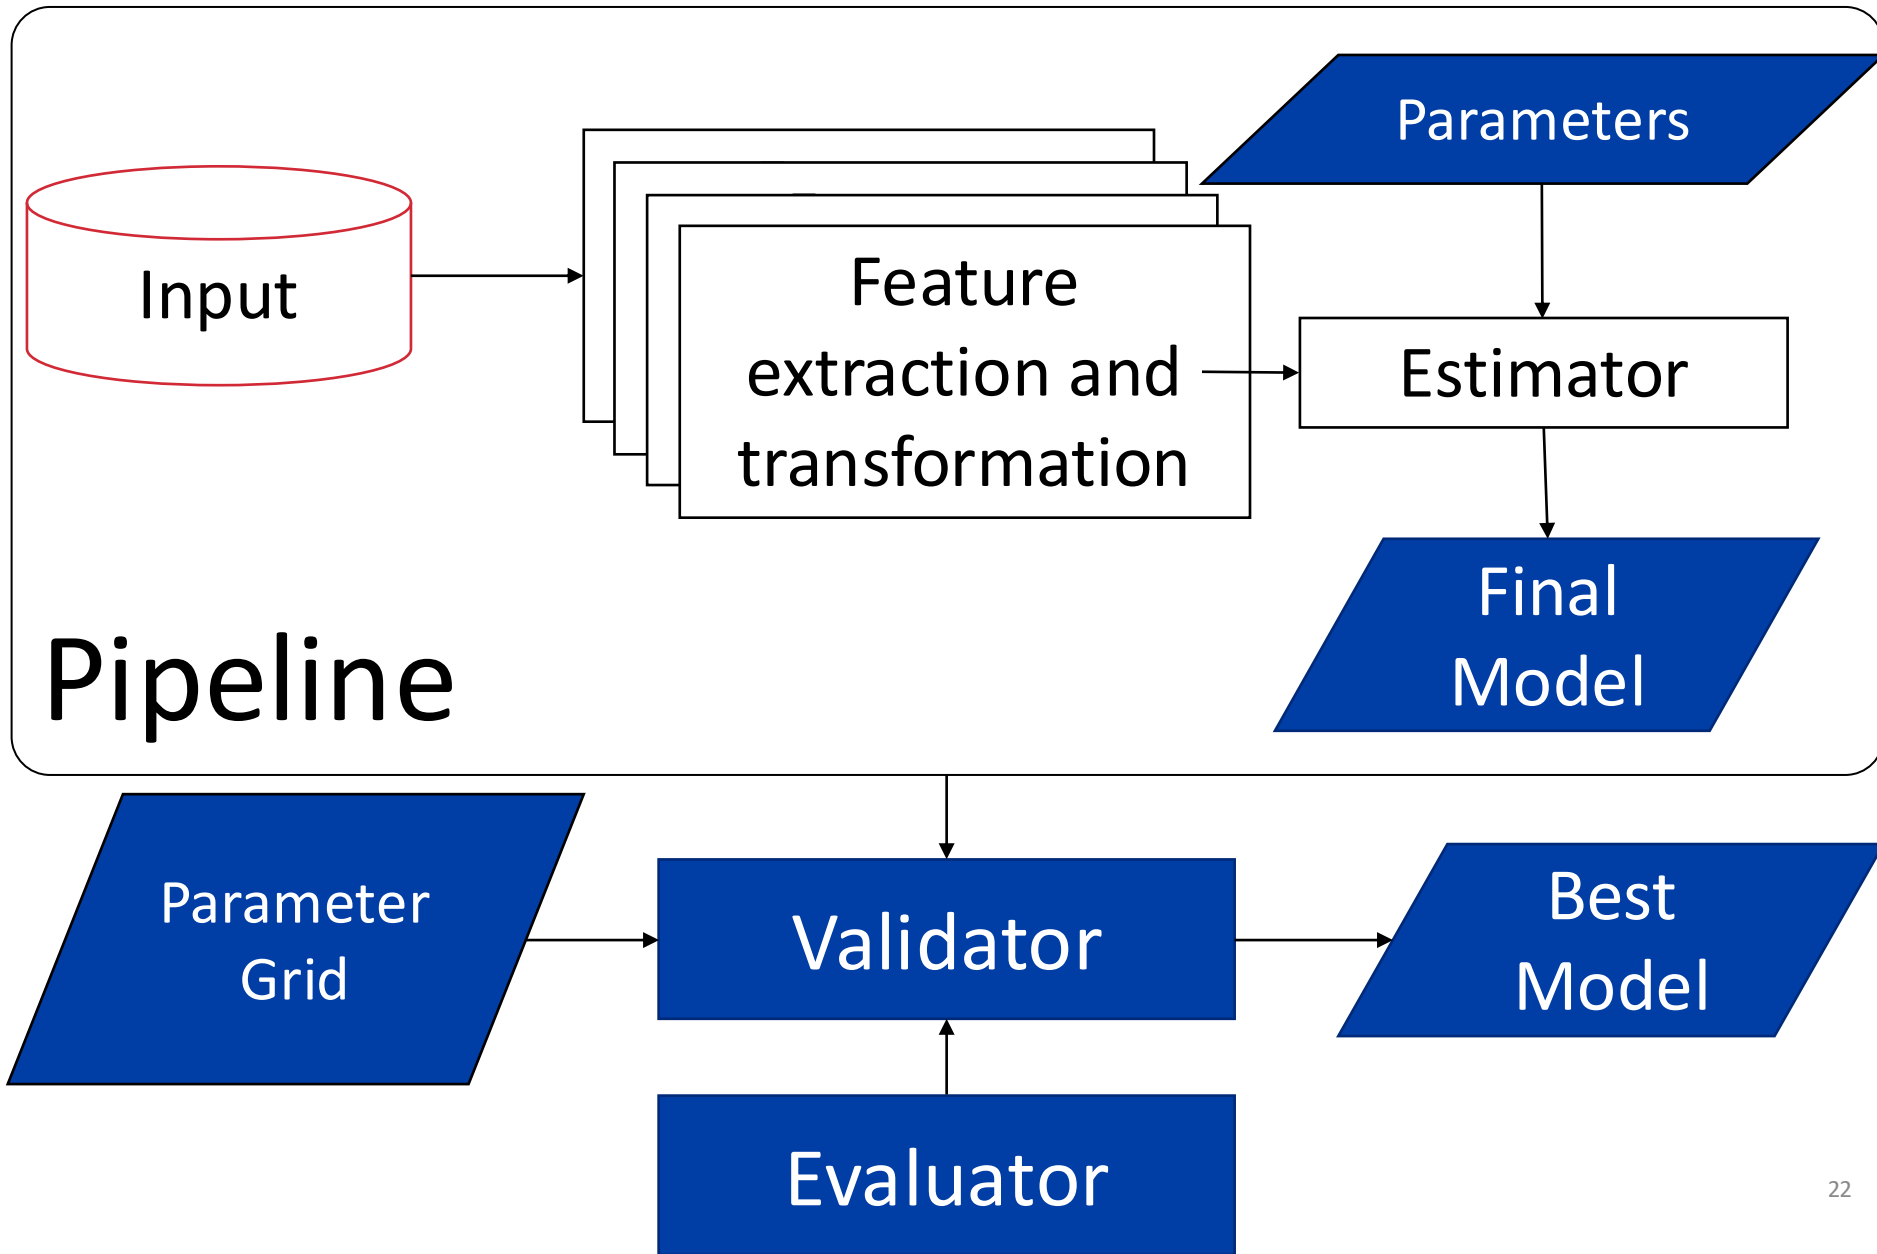 Parameters
Input
Feature
extraction and
transformation
Estimator
Final
Model
Pipeline
Parameter
Grid
Validator
Best
Model
Evaluator
22